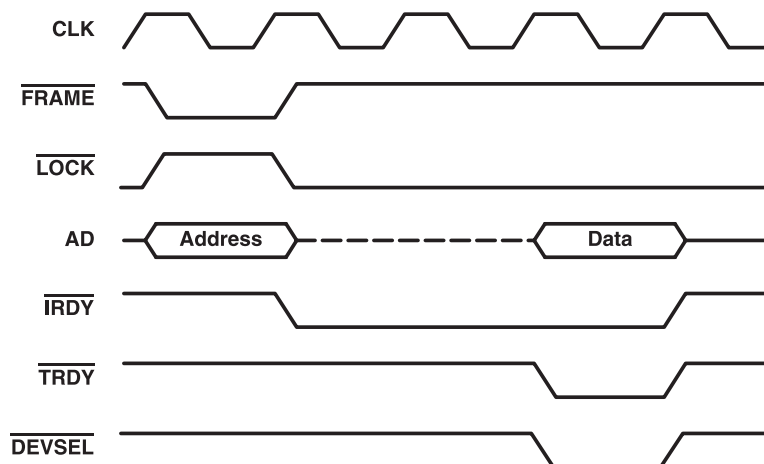 CLK
FRAME
LOCK
AD Address Data
IRDY
TRDY
DEVSEL